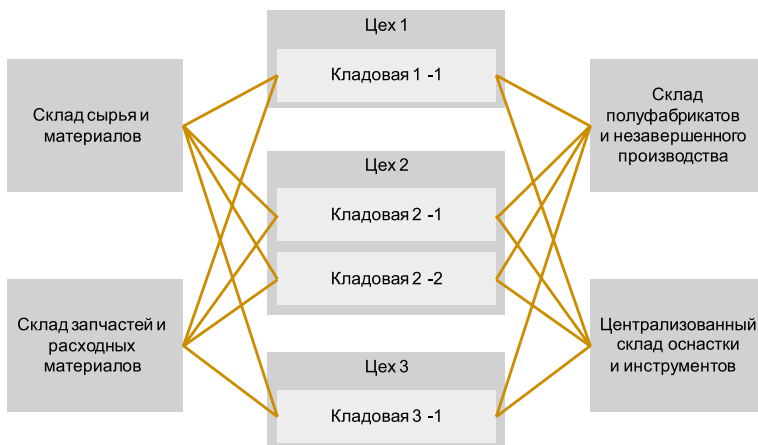 Цех 1
Кладовая 1 -1
Склад сырья и
материалов
Склад
полуфабрикатов
и незавершенного
производства
Цех 2
Кладовая 2 -1
Кладовая 2 -2
Склад запчастей и
расходных
материалов
Централизованный
склад оснастки
и инструментов
Цех 3
Кладовая 3 -1